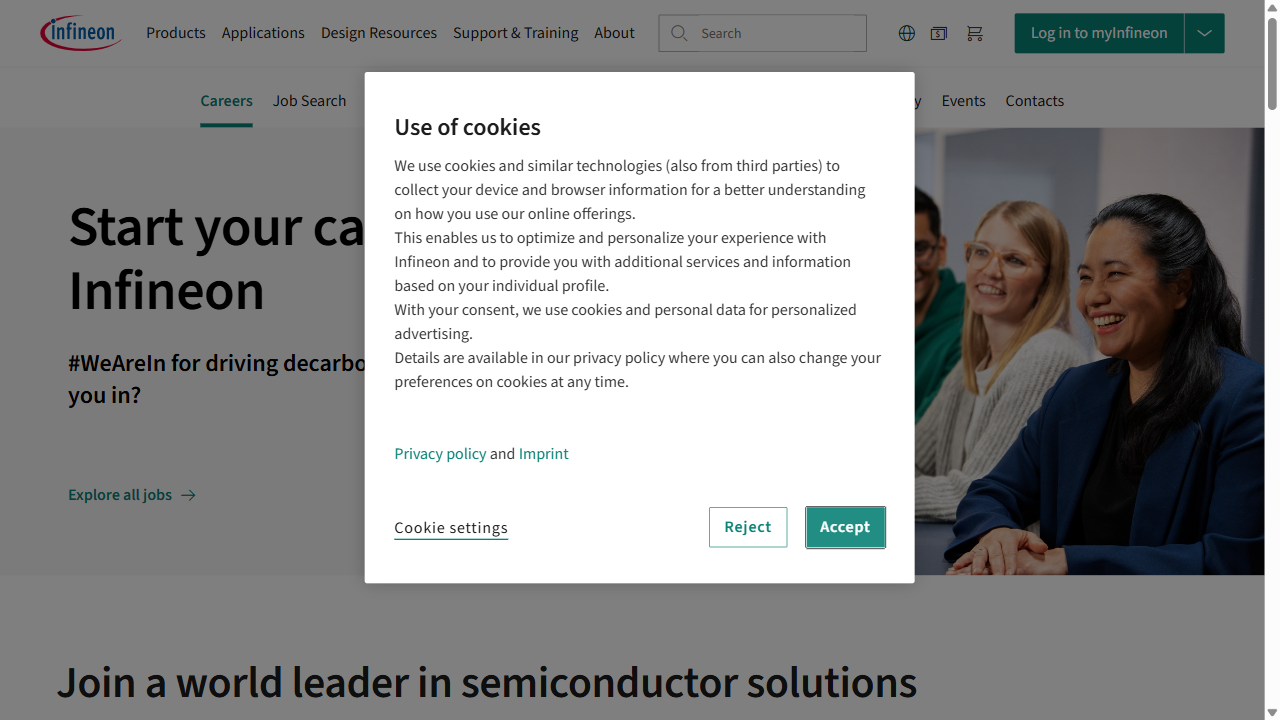 infineon
Products
Applications
Design Resources
Support & Training
About
Search
Log in to myInfineon
Careers
Job Search
y
Events
Contacts
Start your ca
Infineon
#WeAreIn for driving decarbo
you in?
Explore all jobs
Use of cookies
We use cookies and similar technologies (also from third parties) to
collect your device and browser information for a better understanding
on how you use our online offerings.
This enables us to optimize and personalize your experience with
Infineon and to provide you with additional services and information
based on your individual profile.
With your consent, we use cookies and personal data for personalized
advertising.
Details are available in our privacy policy where you can also change your
preferences on cookies at any time.
Privacy policy and Imprint
Cookie settings
Reject
Accept
Join a world leader in semiconductor solutions